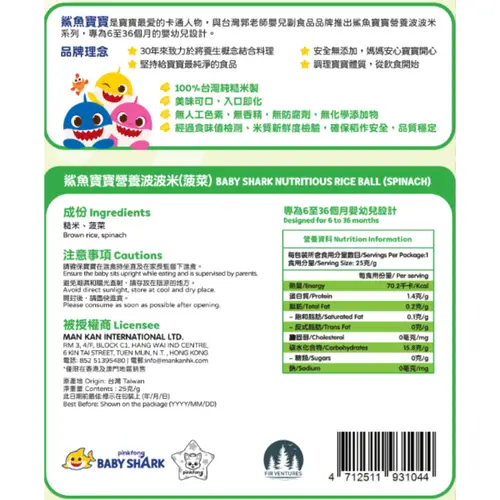 鯊魚寶寶是寶寶最愛的卡通人物，與台灣郭老師嬰兒副食品品牌推出鯊魚寶寶營養波波米
系列，專為6至36個月的嬰幼兒設計。
品牌理念
30年來致力於將養生概念結合料理
安全無添加，媽媽安心寶寶開心
堅持給寶寶最純淨的食品
調理寶寶體質，從飲食開始
100%台灣純糙米製
美味可口，入口即化
無人工色素，無香精，無防腐劑，無化學添加物
經過食味值檢測、米質新鮮度檢驗，確保稻作安全，品質穩定
鯊魚寶寶營養波波米(菠菜) BABY SHARK NUTRITIOUS RICE BALL (SPINACH)
成份 Ingredients
糙米、菠菜
Brown rice, spinach
注意事項 Cautions
請確保寶寶在進食時坐直及在家長監督下進食。
Ensure the baby sits upright while eating and is supervised by parents.
避免潮濕和陽光直射，請存放在陰涼的地方。
Avoid direct sunlight, store at cool and dry place.
開封後，請盡快進食。
Please consume as soon as possible after opening.
被授權商 Licensee
MAN KAN INTERNATIONAL LTD.
RM 3, 4/F, BLOCK C1, HANG WAI IND CENTRE,
6 KIN TAI STREET, TUEN MUN, N.T., HONG KONG
電話: 852 51395480 | 電郵:info@mankanhk.com
*僅限在香港及澳門地區銷售
原產地 Origin: 台灣 Taiwan
淨重量 Contents : 25克/g
此日期前最佳:標示在包裝上 (年/月/日)
Best Before: Shown on the package (YYYY/MM/DD)
專為6至36個月嬰幼兒設計
Designed for 6 to 36 months
營養資料 Nutrition Information
每包裝所含食用分量數目/Servings Per Package:1
食用分量/Serving Size: 25克/g
每食用份量/ Per serving
熱量/Energy 70.2千卡/Kcal
蛋白質/Protein 1.4克/g
脂肪/Total Fat 0.2克/g
- 飽和脂肪/Saturated Fat 0.1克/g
- 反式脂肪/Trans Fat 0克/g
膽固醇/Cholesterol 0毫克/mg
碳水化合物/Carbohydrates 15.8克/g
- 糖類/Sugars 0克/g
鈉/Sodium 0毫克/mg
pinkfong
BABY SHARK
pinkfong
FIR VENTURES
4 712511 931044